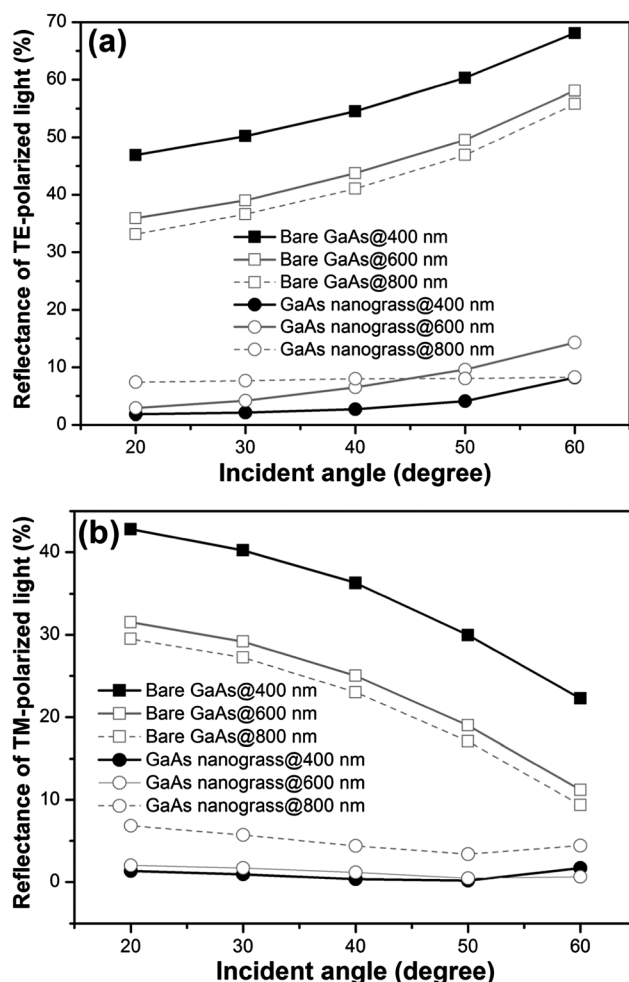 (a)
Reflectance of TE-polarized light (%)
70
60
50
40
30
20
10
0
Bare GaAs@400 nm
Bare GaAs@600 nm
Bare GaAs@800 nm
GaAs nanograss@400 nm
GaAs nanograss@600 nm
GaAs nanograss@800 nm
20 30 40 50 60
Incident angle (degree)
(b)
Reflectance of TM-polarized light (%)
40
30
20
10
0
Bare GaAs@400 nm
Bare GaAs@600 nm
Bare GaAs@800 nm
GaAs nanograss@400 nm
GaAs nanograss@600 nm
GaAs nanograss@800 nm
20 30 40 50 60
Incident angle (degree)